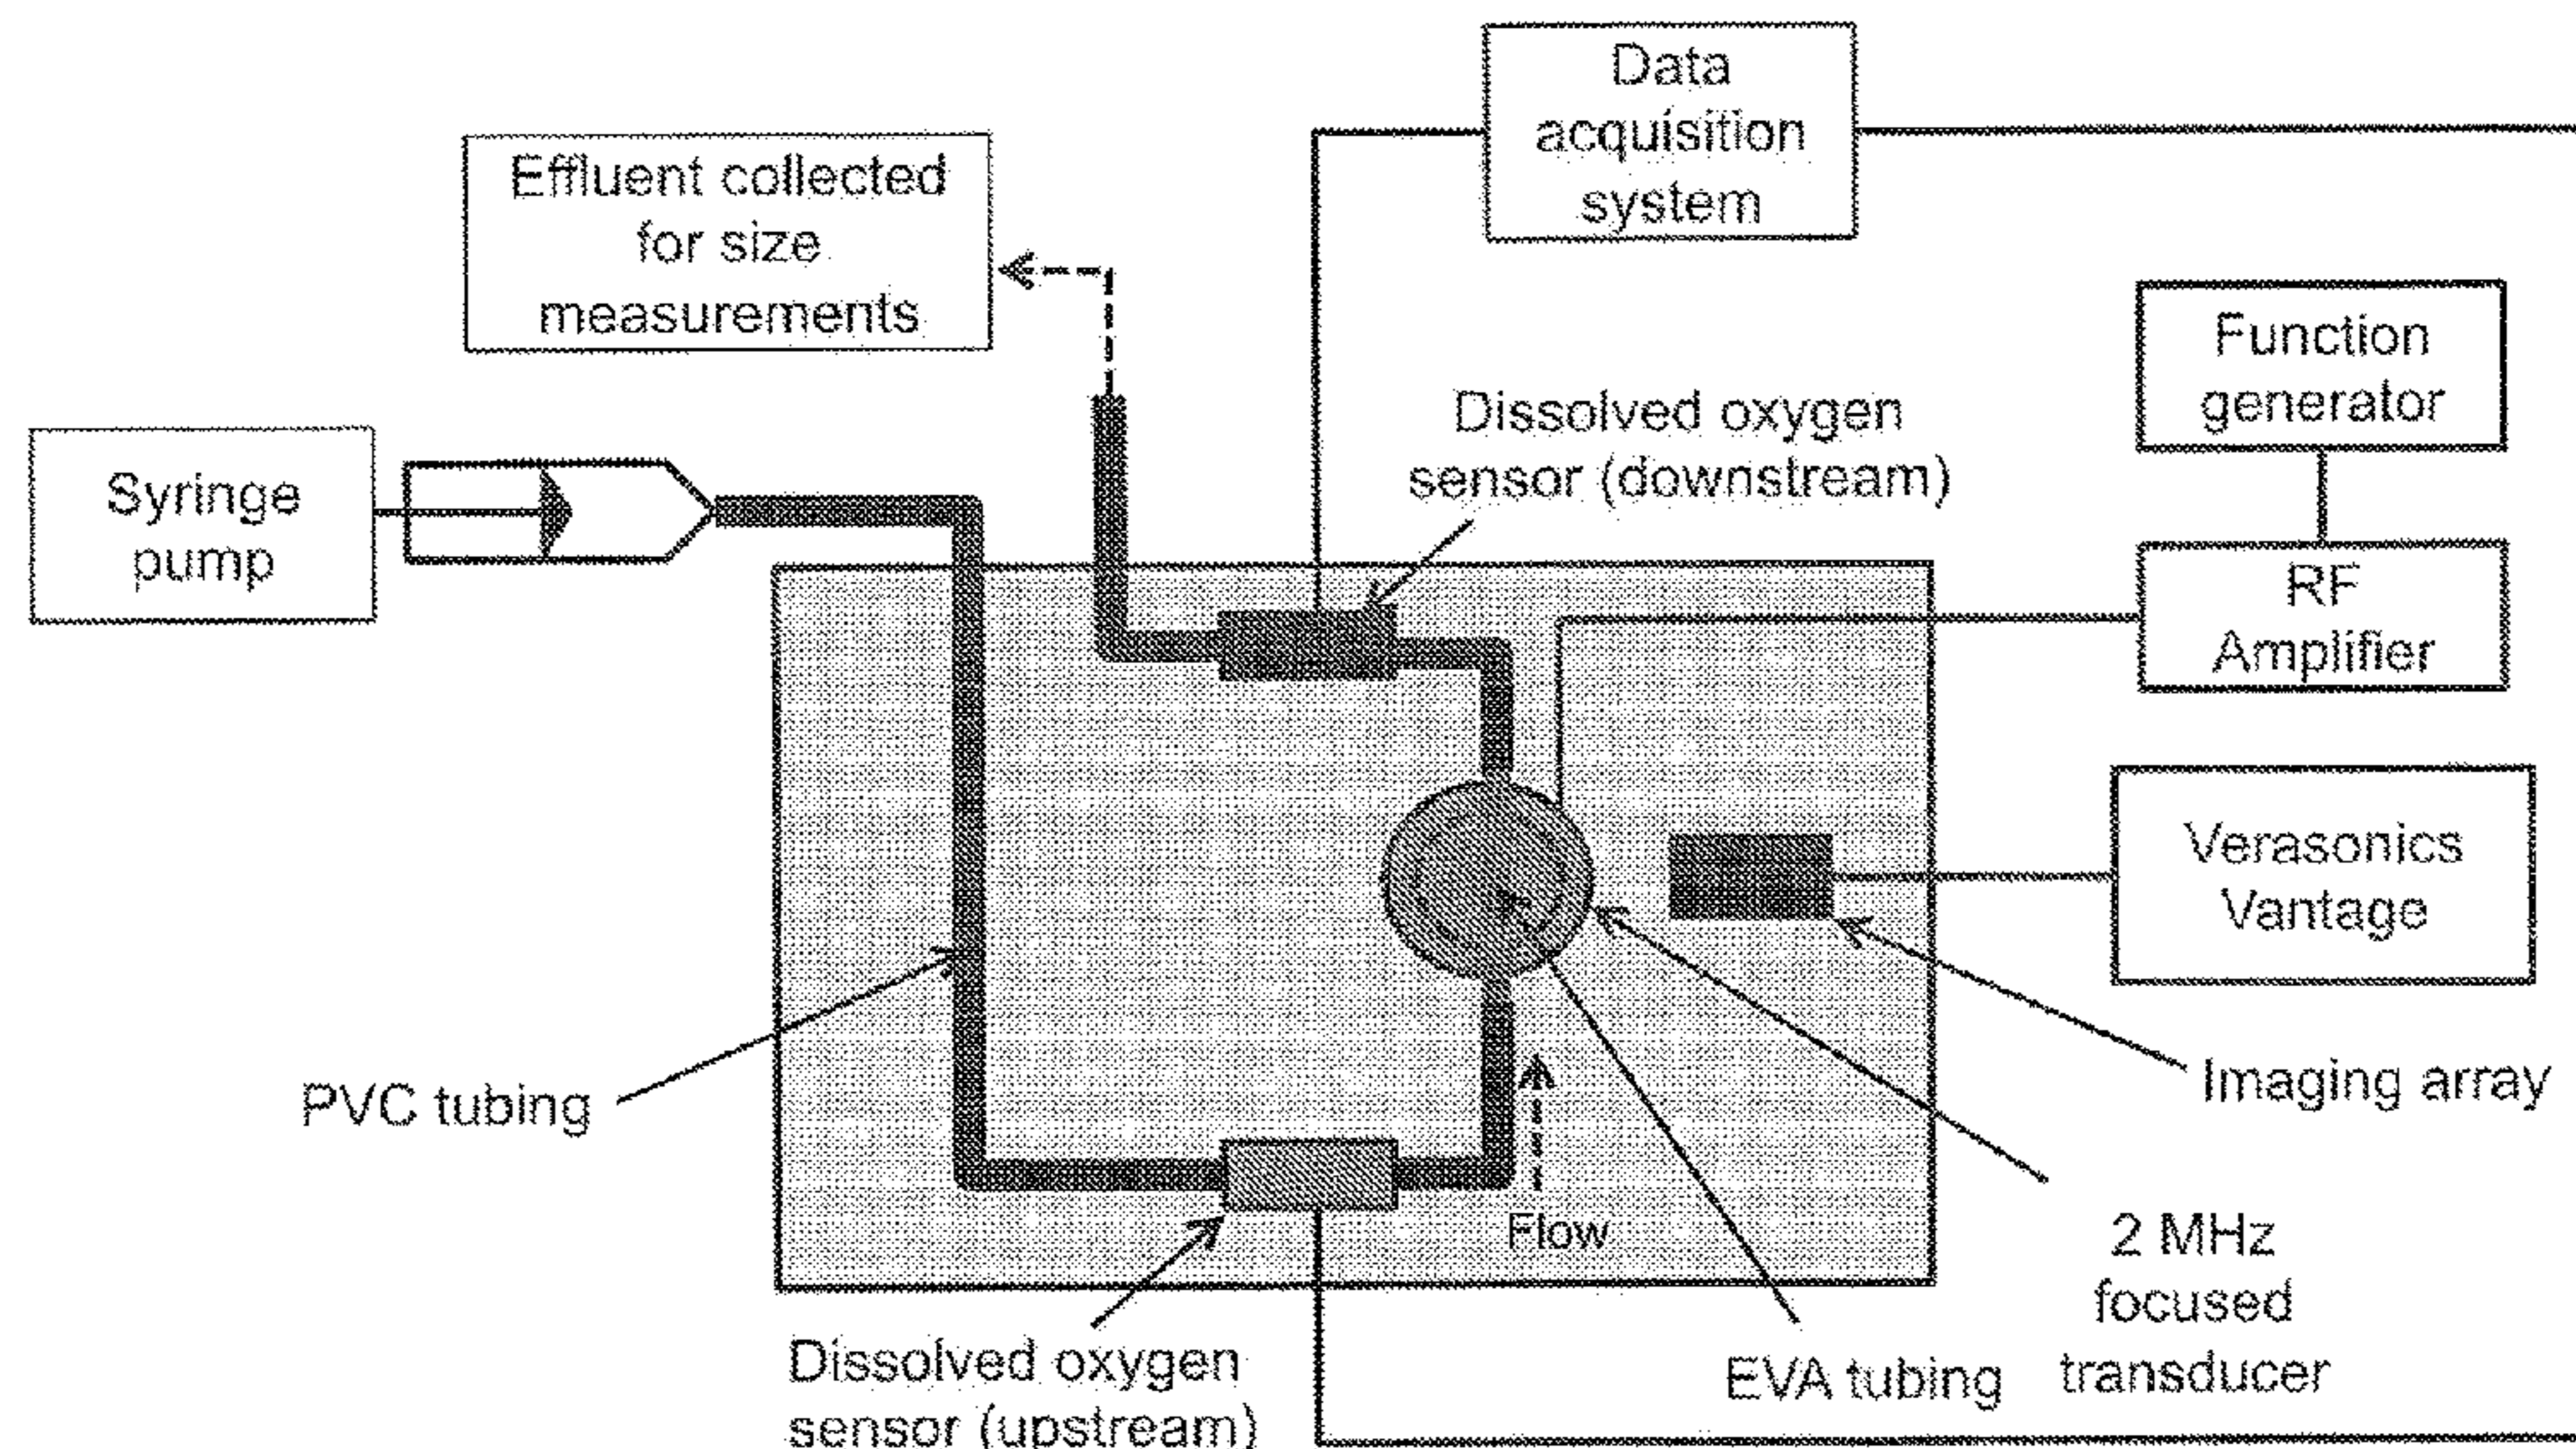 Data
acquisition
system
Effluent collected
for size
measurements
Function
generator
Dissolved oxygen
sensor (downstream)
Syringe
pump
RF
Amplifier
Verasonics
Vantage
PVC tubing
Imaging array
Flow
2 MHz
focused
transducer
EVA tubing
Dissolved oxygen
sensor (upstream)